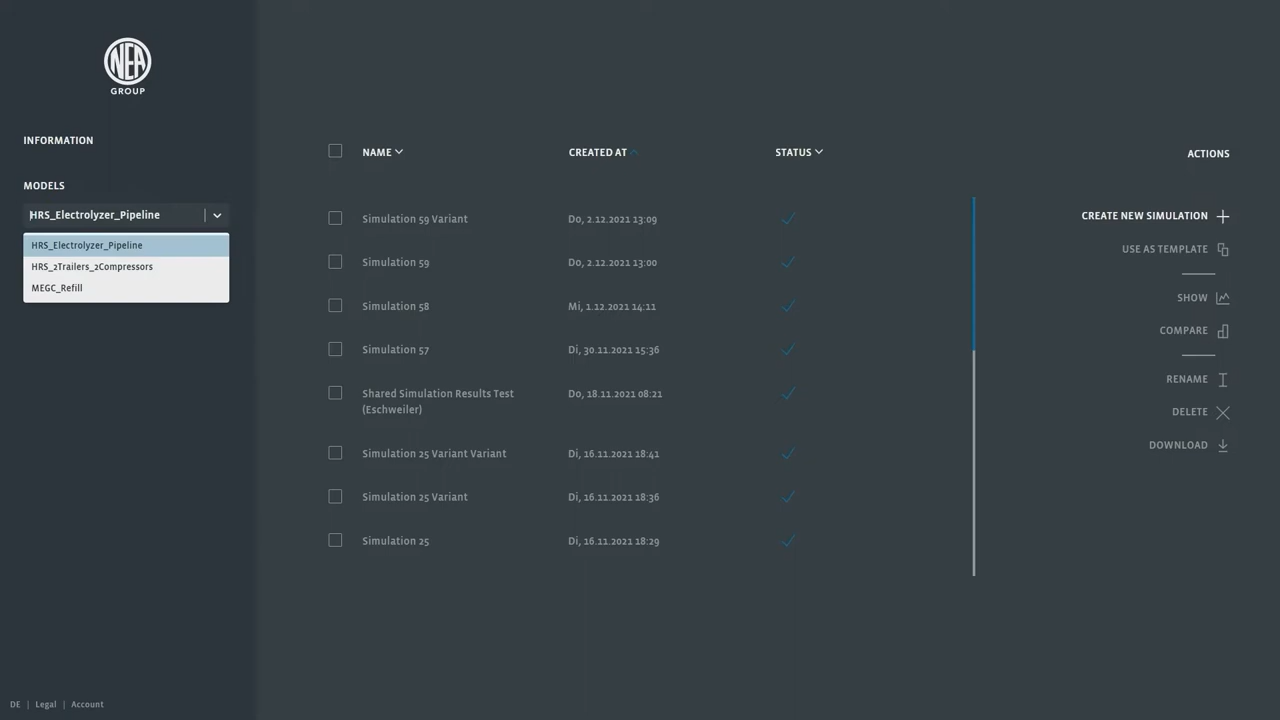 NEA
GROUP
INFORMATION
MODELS
HRS_Electrolyzer_Pipeline
HRS_Electrolyzer_Pipeline
HRS_2Trailers_2Compressors
MEGC_Refill
NAME CREATED AT STATUS
Simulation 59 Variant Do, 2.12.2021 13:09
Simulation 59 Do, 2.12.2021 13:00
Simulation 58 Mi, 1.12.2021 14:11
Simulation 57 Di, 30.11.2021 15:36
Shared Simulation Results Test Do, 18.11.2021 08:21
(Eschweiler)
Simulation 25 Variant Variant Di, 16.11.2021 18:41
Simulation 25 Variant Di, 16.11.2021 18:36
Simulation 25 Di, 16.11.2021 18:29
ACTIONS
CREATE NEW SIMULATION
USE AS TEMPLATE
SHOW
COMPARE
RENAME
DELETE
DOWNLOAD
DE | Legal | Account